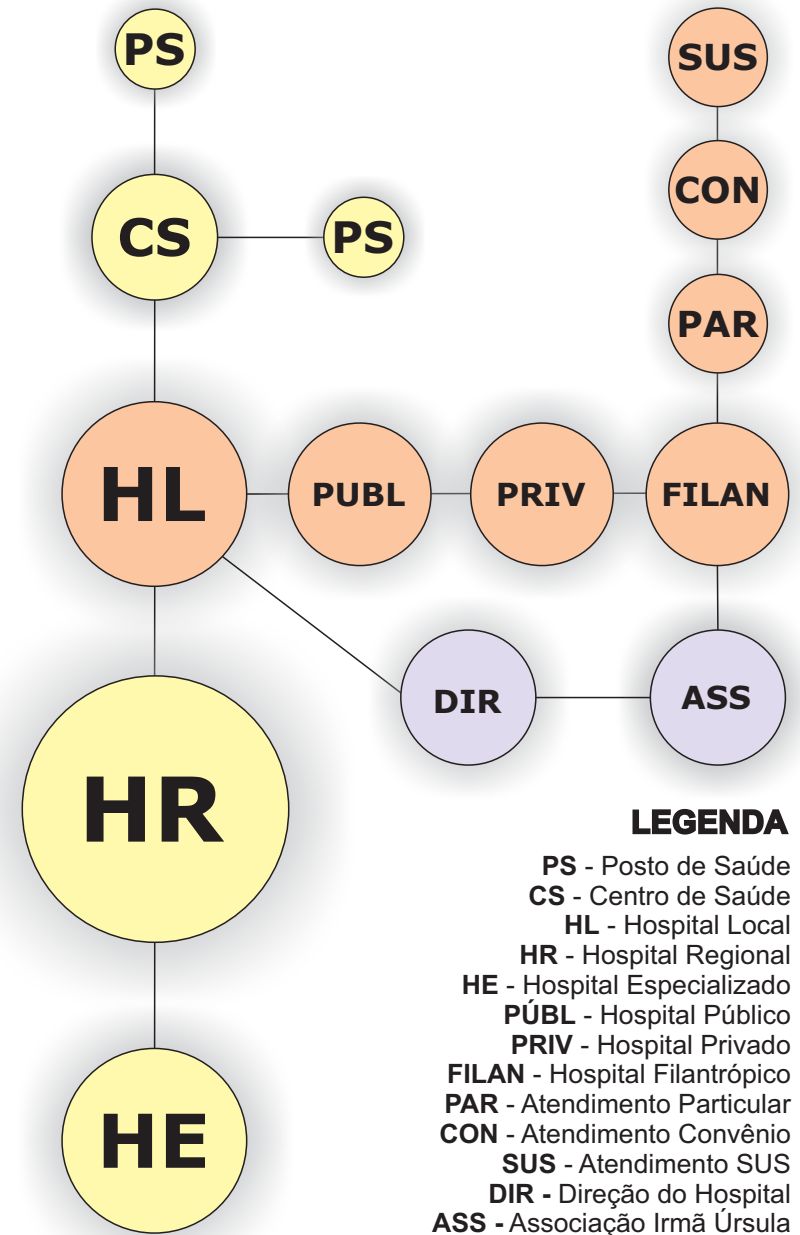 PS
SUS
CON
CS
PS
PAR
HL
PUBL
PRIV
FILAN
DIR
ASS
HR
HE
LEGENDA
PS - Posto de Saúde
CS - Centro de Saúde
HL - Hospital Local
HR - Hospital Regional
HE - Hospital Especializado
PÚBL - Hospital Público
PRIV - Hospital Privado
FILAN - Hospital Filantrópico
PAR - Atendimento Particular
CON - Atendimento Convênio
SUS - Atendimento SUS
DIR - Direção do Hospital
ASS - Associação Irmã Úrsula